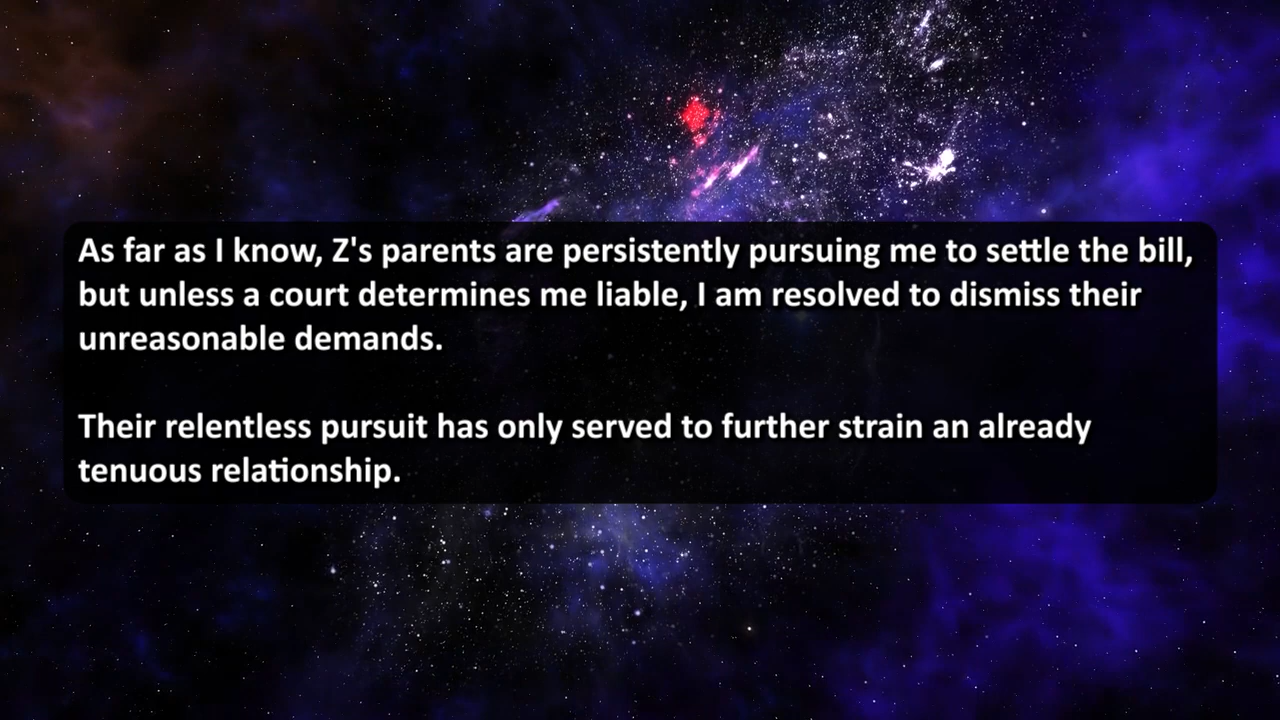 As far as I know, Z's parents are persistently pursuing me to settle the bill,
but unless a court determines me liable, I am resolved to dismiss their
unreasonable demands.
Their relentless pursuit has only served to further strain an already
tenuous relationship.